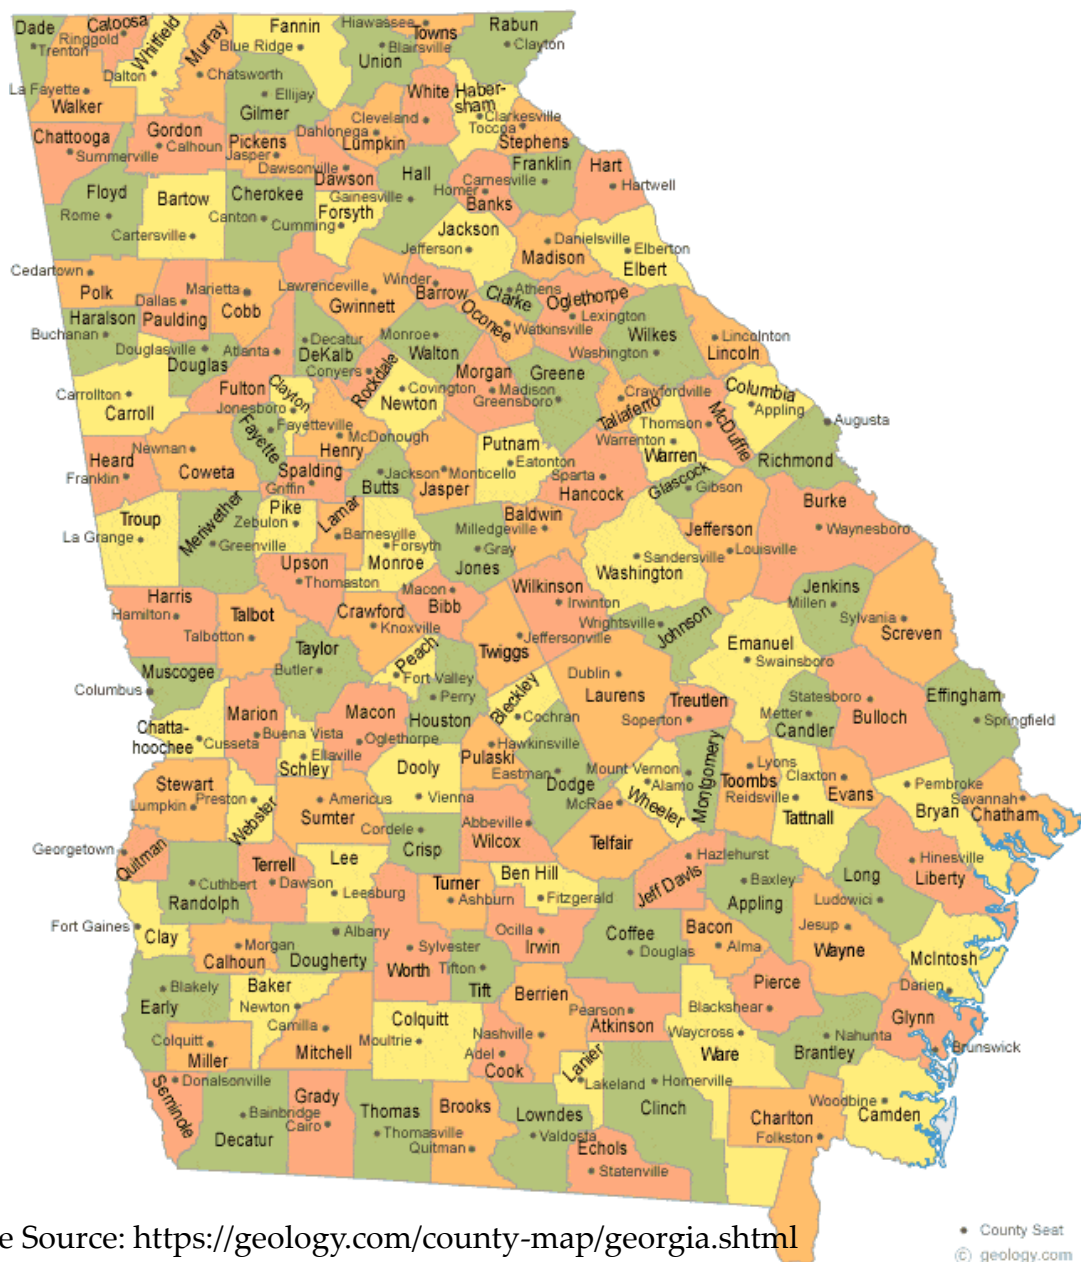 Dade
Catoosa
Ringgold
Trenton
Whitfield
Dalton
Murray
Chatsworth
Fannin
Blue Ridge
Hiawassee
Towns
Blairsville
Union
Rabun
Clayton
La Fayette
Walker
Ellijay
Gilmer
White
Cleveland
Haber-
sham
Clarkesville
Toccoa
Stephens
Chattooga
Summerville
Gordon
Calhoun
Pickens
Jasper
Dahlonega
Lumpkin
Dawsonville
Dawson
Hall
Gainesville
Homer
Banks
Franklin
Carnesville
Hart
Hartwell
Floyd
Rome
Bartow
Cartersville
Cherokee
Canton
Forsyth
Cumming
Jackson
Jefferson
Danielsville
Madison
Elberton
Elbert
Cedartown
Polk
Dallas
Paulding
Marietta
Cobb
Lawrenceville
Gwinnett
Winder
Barrow
Clarke
Athens
Oconee
Watkinsville
Oglethorpe
Lexington
Wilkes
Washington
Lincolnton
Lincoln
Haralson
Buchanan
Douglasville
Douglas
Atlanta
Fulton
Decatur
DeKalb
Conyers
Rockdale
Monroe
Walton
Covington
Newton
Morgan
Madison
Greene
Greensboro
Crawfordville
Taliaferro
Thomson
McDuffie
Columbia
Appling
Augusta
Richmond
Carrollton
Carroll
Clayton
Jonesboro
Fayetteville
Fayette
McDonough
Henry
Warrenton
Warren
Glascock
Gibson
Heard
Franklin
Newnan
Coweta
Spalding
Griffin
Jackson
Butts
Monticello
Jasper
Putnam
Eatonton
Sparta
Hancock
Burke
Waynesboro
Troup
La Grange
Meriwether
Greenville
Pike
Zebulon
Lamar
Barnesville
Forsyth
Monroe
Gray
Jones
Baldwin
Milledgeville
Washington
Sandersville
Jefferson
Louisville
Harris
Hamilton
Talbot
Talbotton
Upson
Thomaston
Crawford
Knoxville
Macon
Bibb
Wilkinson
Irwinton
Twiggs
Jeffersonville
Wrightsville
Johnson
Emanuel
Swainsboro
Jenkins
Millen
Sylvania
Screven
Muscogee
Columbus
Taylor
Butler
Peach
Fort Valley
Perry
Houston
Bleckley
Cochran
Dublin
Laurens
Treutlen
Soperton
Statesboro
Bulloch
Metter
Candler
Effingham
Springfield
Chatta-
hoochee
Cusseta
Marion
Buena Vista
Schley
Ellaville
Macon
Oglethorpe
Dooly
Vienna
Hawkinsville
Pulaski
Eastman
Dodge
McRae
Mount Vernon
Alamo
Wheeler
Montgomery
Lyons
Toombs
Reidsville
Tattnall
Claxton
Evans
Pembroke
Bryan
Savannah
Chatham
Stewart
Lumpkin
Preston
Webster
Americus
Sumter
Cordele
Crisp
Abbeville
Wilcox
Telfair
Georgetown
Quitman
Cuthbert
Randolph
Terrell
Dawson
Lee
Leesburg
Turner
Ashburn
Ben Hill
Fitzgerald
Jeff Davis
Hazlehurst
Baxley
Appling
Long
Ludowici
Hinesville
Liberty
Fort Gaines
Clay
Morgan
Calhoun
Albany
Dougherty
Sylvester
Worth
Tifton
Tift
Ocilla
Irwin
Coffee
Douglas
Bacon
Alma
Jesup
Wayne
McIntosh
Darien
Blakely
Early
Baker
Newton
Camilla
Mitchell
Colquitt
Moultrie
Berrien
Nashville
Pearson
Atkinson
Pierce
Blackshear
Waycross
Ware
Nahunta
Brantley
Glynn
Brunswick
Colquitt
Miller
Adel
Cook
Lanier
Lakeland
Homerville
Clinch
Seminole
Donalsonville
Bainbridge
Decatur
Grady
Cairo
Thomas
Thomasville
Brooks
Quitman
Lowndes
Valdosta
Echols
Statenville
Charlton
Folkston
Woodbine
Camden
e Source: https://geology.com/county-map/georgia.shtml
County Seat
© geology.com